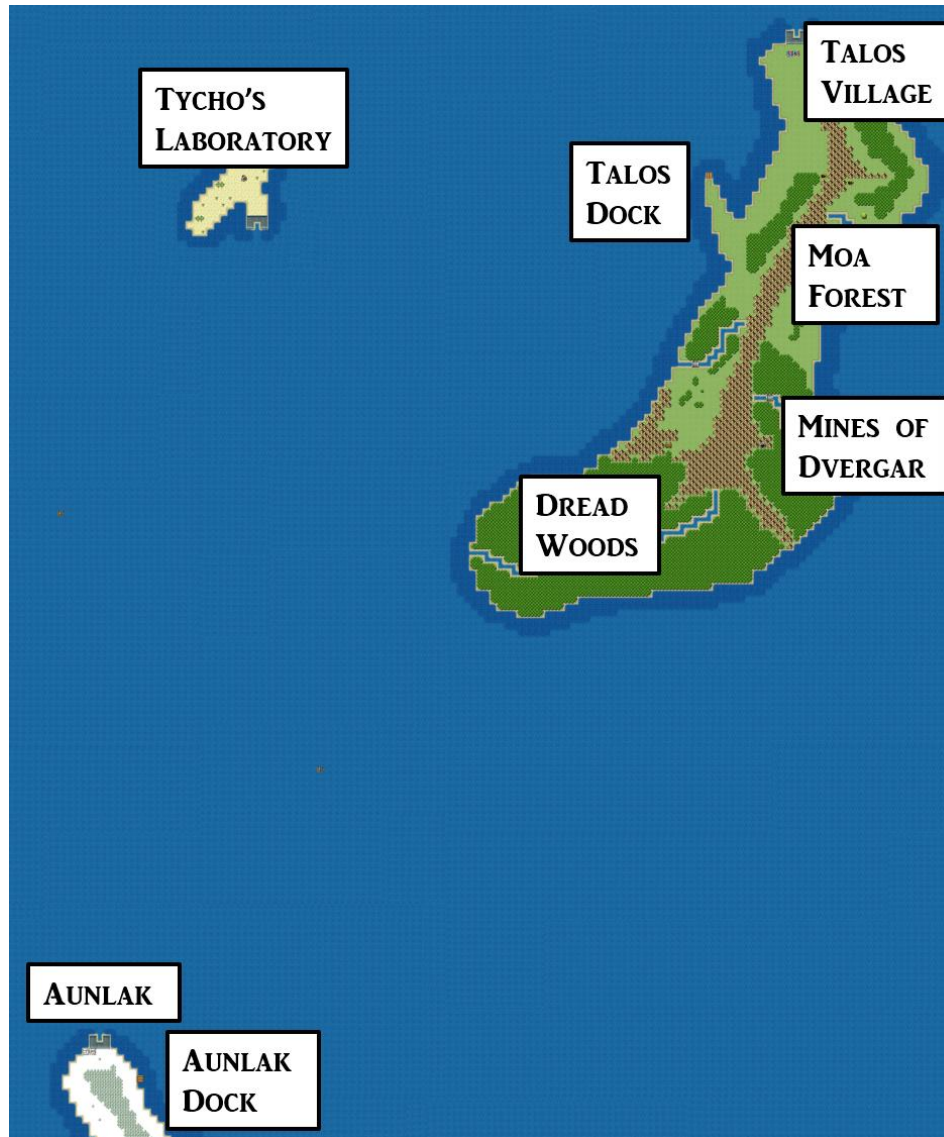 Talos
Village
Tycho's
Laboratory
Talos
Dock
Moa
Forest
Mines of
Dvergar
Dread
Woods
Aunlak
Aunlak
Dock